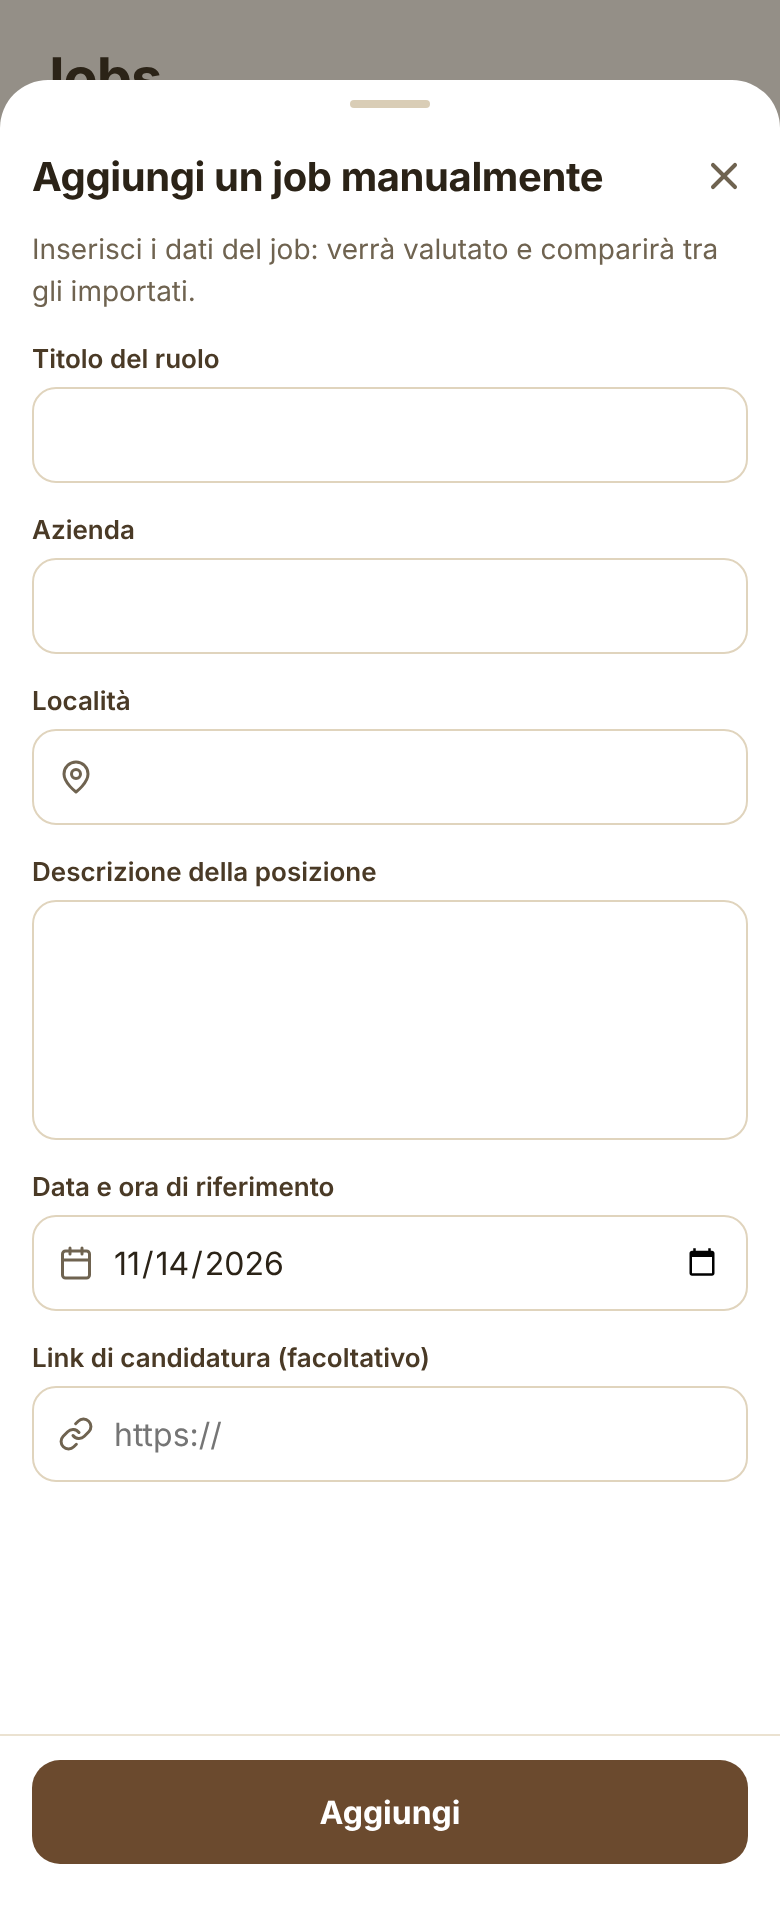 Jobs
Aggiungi un job manualmente
Inserisci i dati del job: verrà valutato e comparirà tra
gli importati.
Titolo del ruolo
Azienda
Località
Descrizione della posizione
Data e ora di riferimento
11/14/2026
Link di candidatura (facoltativo)
https://
Aggiungi